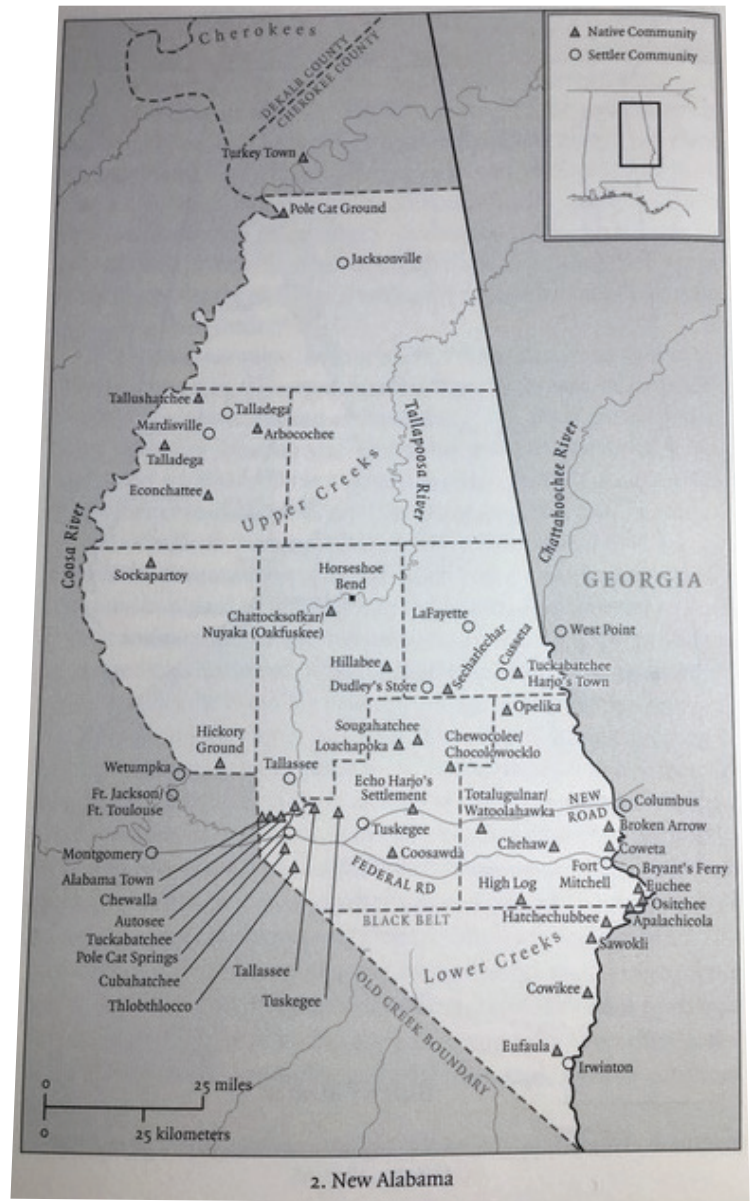 Cherokees
DEKALB COUNTY
CHEROKEE COUNTY
Native Community
Settler Community
Turkey Town
Pole Cat Ground
Jacksonville
Tallushatchee
Talladega
Mardisville
Arbocochee
Talladega
Econchattee
Upper Creeks
Tallapoosa River
Chattahoochee River
Coosa River
GEORGIA
Sockapartoy
Horseshoe
Bend
Chattocksofkar/
Nuyaka (Oakfuskee)
LaFayette
West Point
Secharlechar
Cusseta
Hillabee
Tuckabatchee
Harjo's Town
Dudley's Store
Opelika
Sougahatchee
Loachapoka
Chewocolee/
Chocolowocklo
Hickory
Ground
Wetumpka
Tallassee
Ft. Jackson/
Ft. Toulouse
Echo Harjo's
Settlement
Totalugulnar/
Watoolahawka
NEW
ROAD
Columbus
Tuskegee
Broken Arrow
Chehaw
Coweta
Montgomery
Coosawda
FEDERAL RD
Fort
Mitchell
Bryant's Ferry
Alabama Town
High Log
Euchee
Chewalla
Ositchee
Autosee
BLACK BELT
Hatchechubbee
Apalachicola
Tuckabatchee
Sawokli
Pole Cat Springs
Lower Creeks
Cubahatchee
Tallassee
Cowikee
Thlobthlocco
Tuskegee
OLD CREEK BOUNDARY
Eufaula
Irwinton
0
25 miles
0
25 kilometers
2. New Alabama